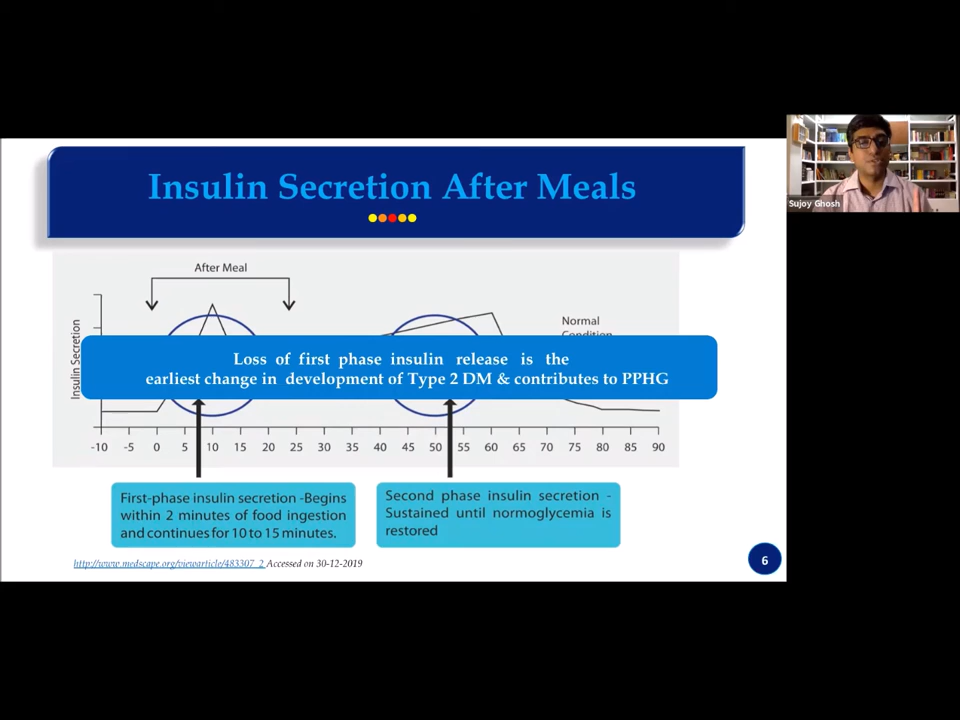 Insulin Secretion After Meals
Sujoy Ghosh
After Meal
Insulin Secretion
Normal
Condition
Loss of first phase insulin release is the
earliest change in development of Type 2 DM & contributes to PPHG
-10 -5 0 5 10 15 20 25 30 35 40 45 50 55 60 65 70 75 80 85 90
First-phase insulin secretion -Begins
within 2 minutes of food ingestion
and continues for 10 to 15 minutes.
Second phase insulin secretion -
Sustained until normoglycemia is
restored
http://www.medscape.org/viewarticle/483307_2 Accessed on 30-12-2019
6